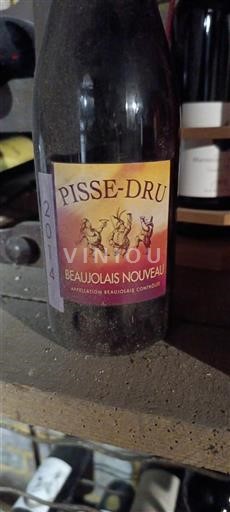 PISSE-DRU
2014
VINIOU
BEAUJOLAIS NOUVEAU
APPELLATION BEAUJOLAIS CONTRÔLÉE